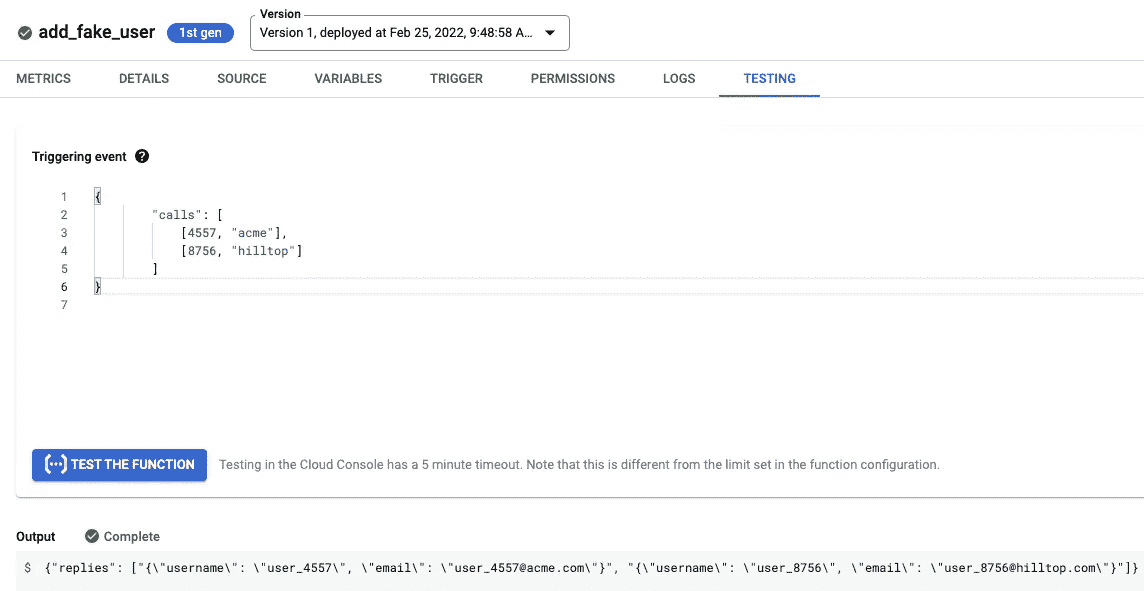 add_fake_user 1st gen Version
Version 1, deployed at Feb 25, 2022, 9:48:58 A...
METRICS DETAILS SOURCE VARIABLES TRIGGER PERMISSIONS LOGS TESTING
Triggering event ?
1 {
2 "calls": [
3 [4557, "acme"],
4 [8756, "hilltop"]
5 ]
6 }
7
TEST THE FUNCTION Testing in the Cloud Console has a 5 minute timeout. Note that this is different from the limit set in the function configuration.
Output Complete
$ {"replies": ["{\"username\": \"user_4557\", \"email\": \"user_4557@acme.com\"}", "{\"username\": \"user_8756\", \"email\": \"user_8756@hilltop.com\"}"]}